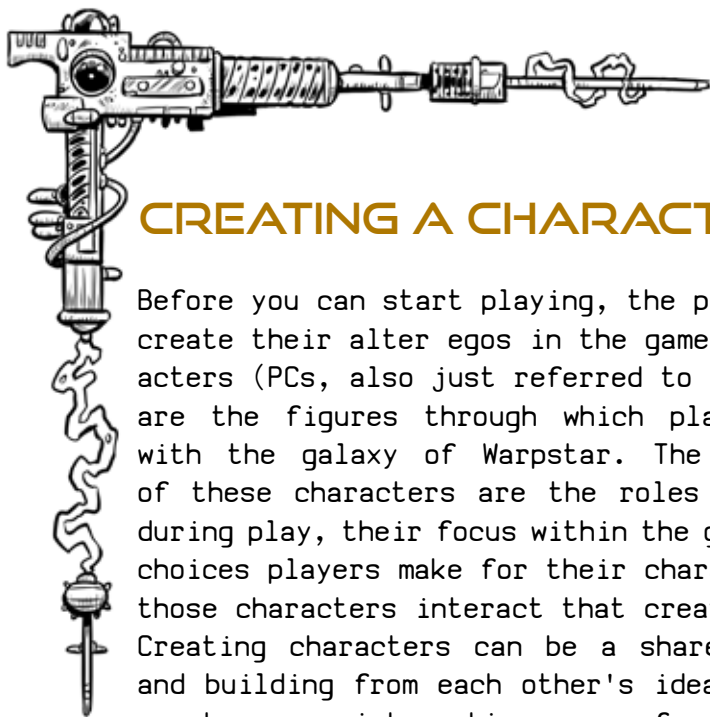 CREATING A CHARACT
Before you can start playing, the p
create their alter egos in the game
acters (PCs, also just referred to
are the figures through which pla
with the galaxy of Warpstar. The
of these characters are the roles
during play, their focus within the g
choices players make for their char
those characters interact that crea
Creating characters can be a share
and building from each other's idea